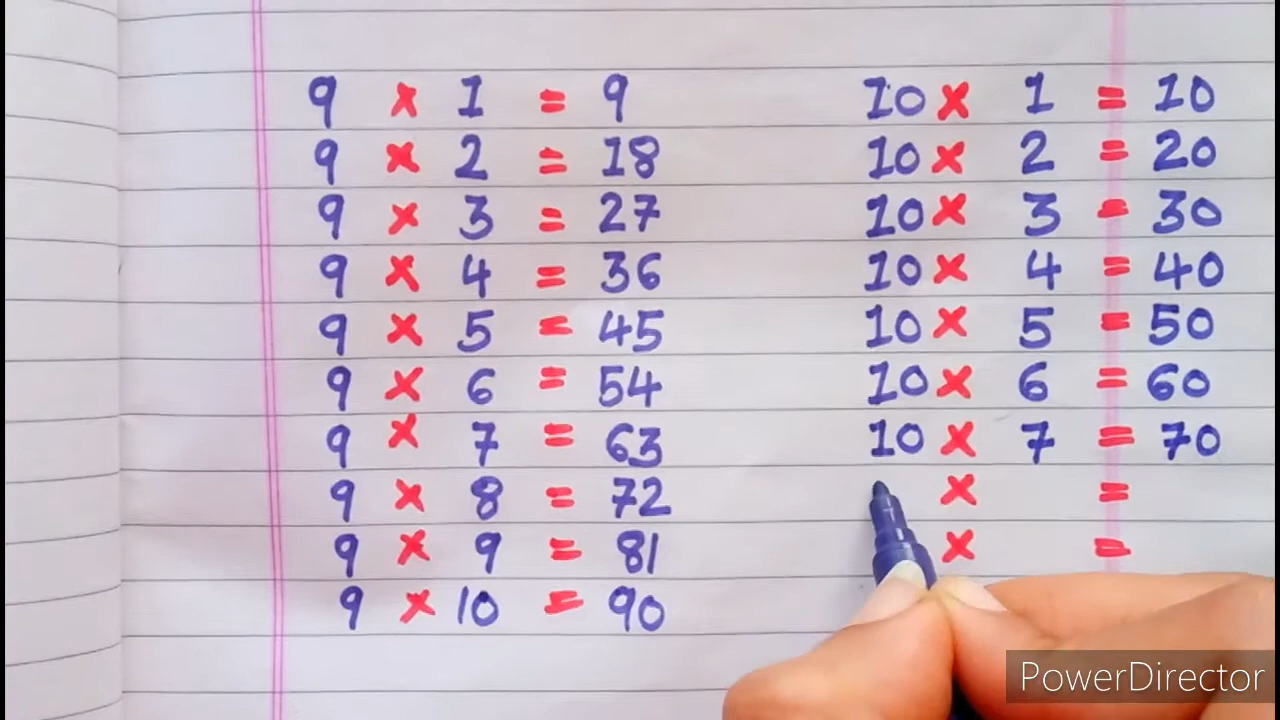 9 × 1 = 9
9 × 2 = 18
9 × 3 = 27
9 × 4 = 36
9 × 5 = 45
9 × 6 = 54
9 × 7 = 63
9 × 8 = 72
9 × 9 = 81
9 × 10 = 90
10 × 1 = 10
10 × 2 = 20
10 × 3 = 30
10 × 4 = 40
10 × 5 = 50
10 × 6 = 60
10 × 7 = 70
× =
× =
PowerDirector